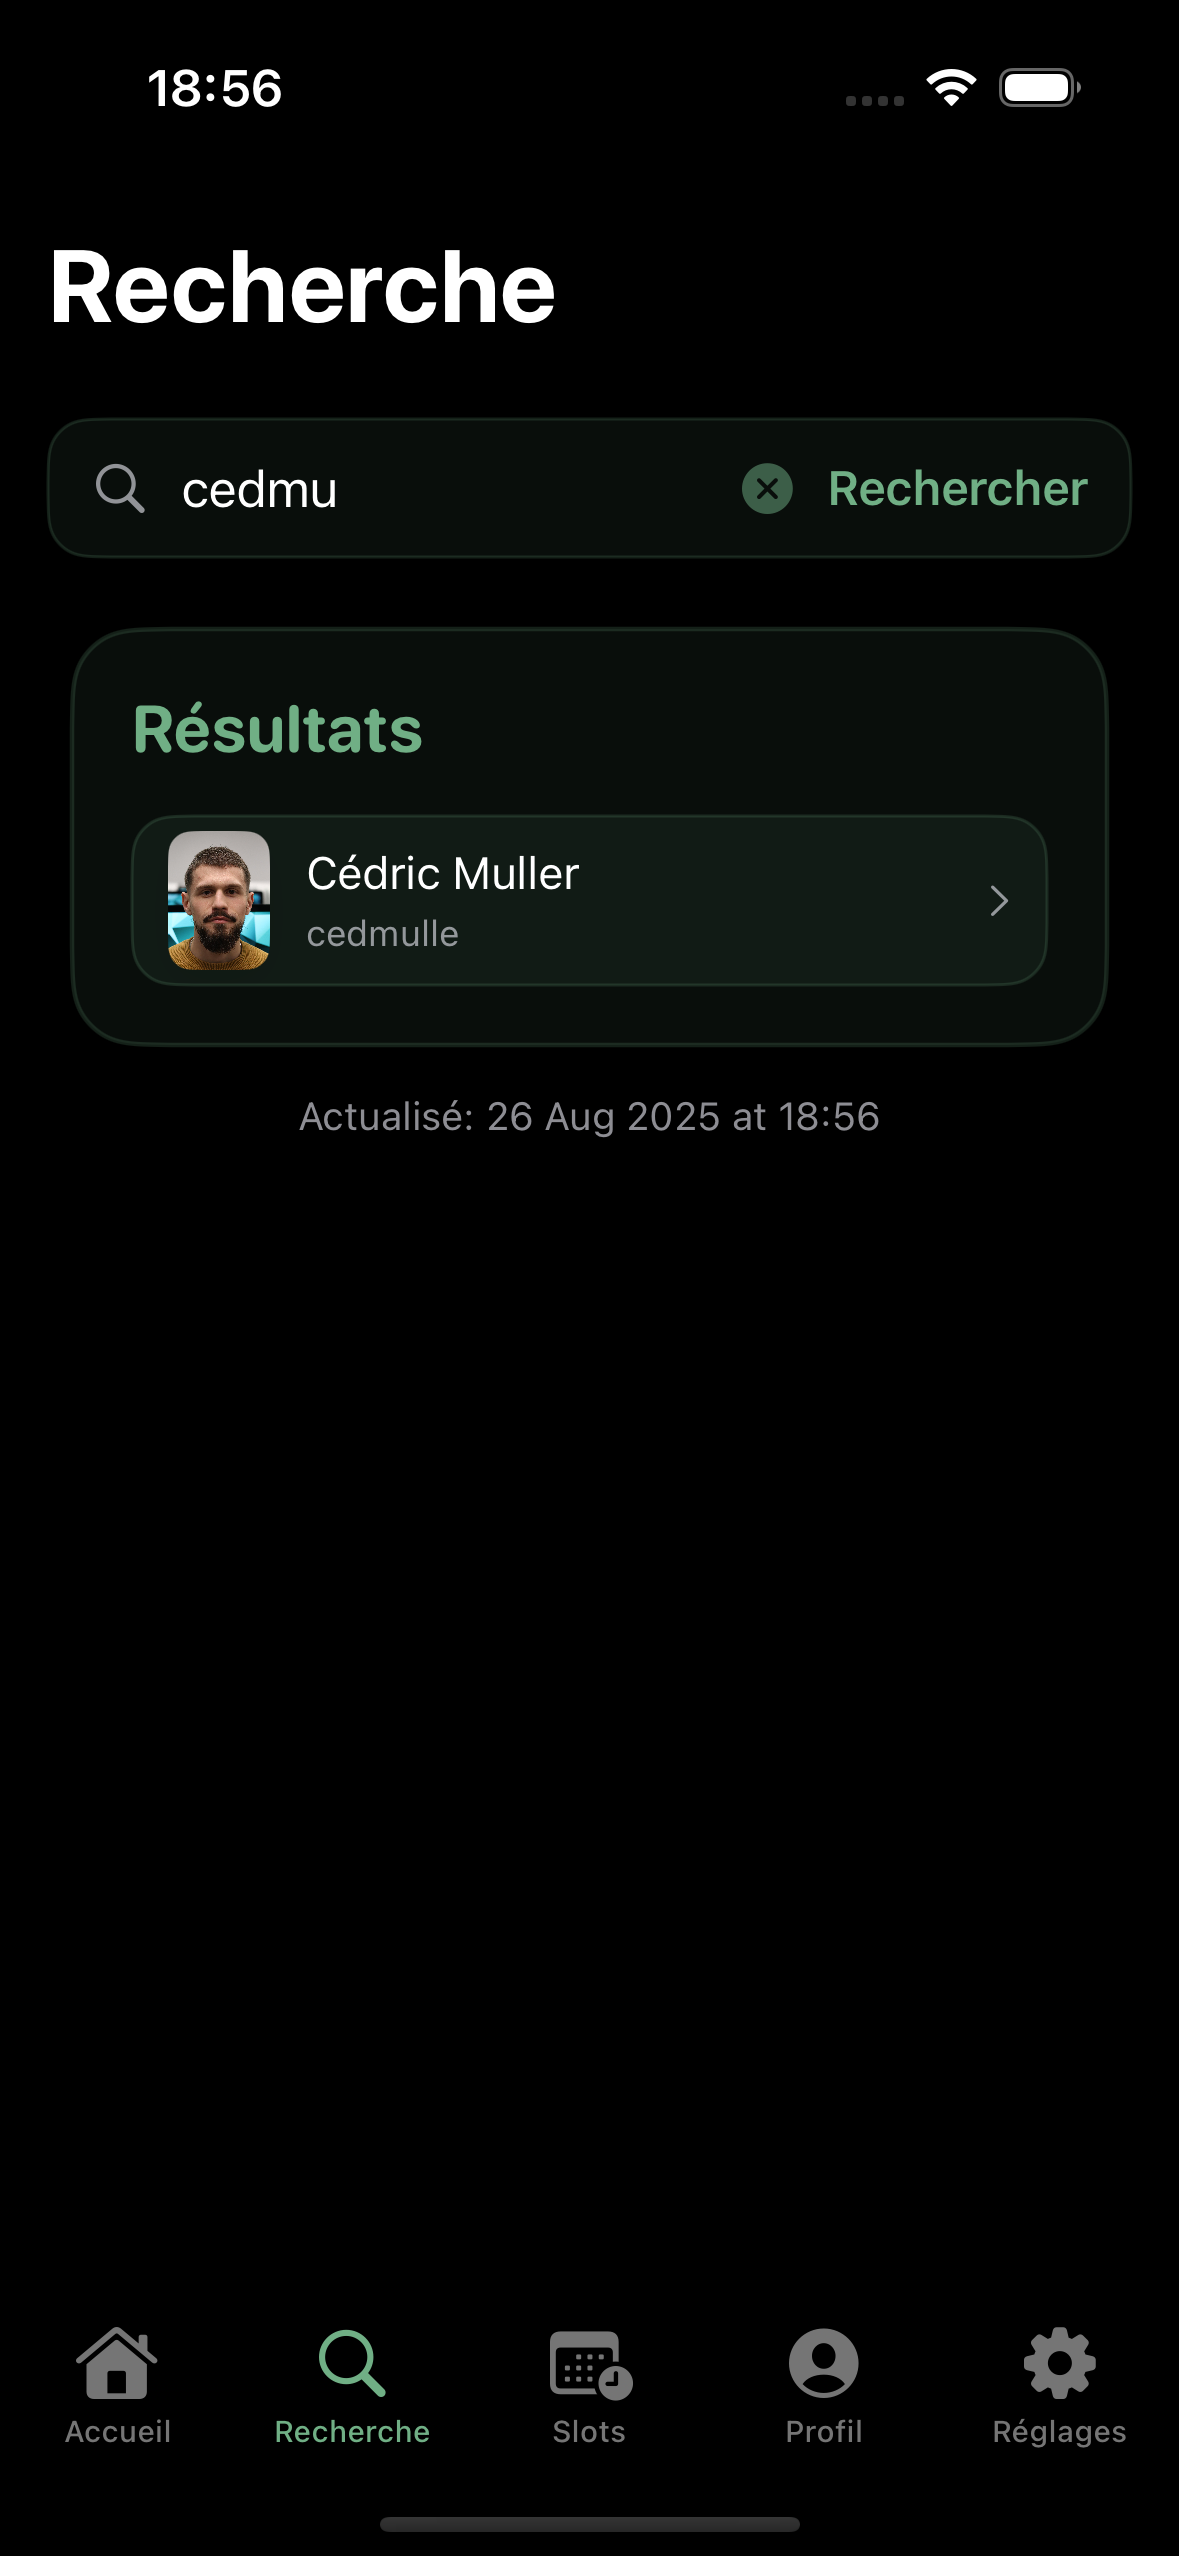 18:56
Recherche
cedmu Rechercher
Résultats
Cédric Muller
cedmulle
Actualisé: 26 Aug 2025 at 18:56
Accueil Recherche Slots Profil Réglages